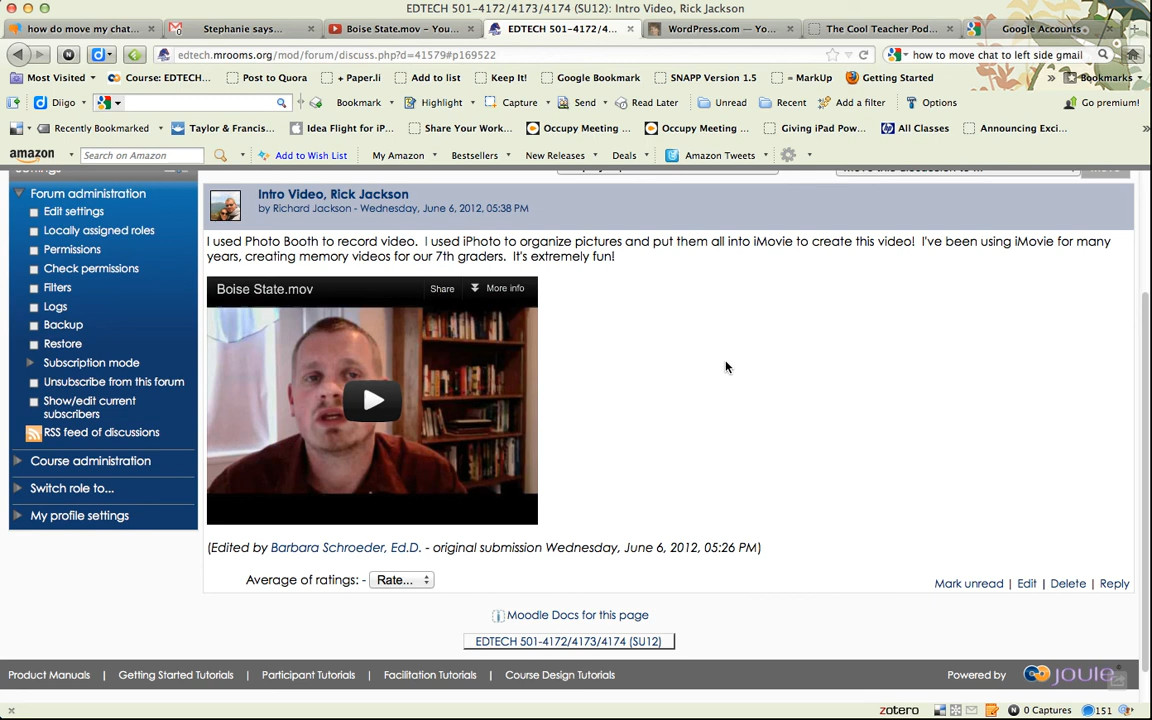 EDTECH 501-4172/4173/4174 (SU12): Intro Video, Rick Jackson
how do move my chat...
Stephanie says...
Boise State.mov - You...
EDTECH 501-4172/4...
WordPress.com — Your...
The Cool Teacher Pod...
Google Accounts
edtech.mrooms.org/mod/forum/discuss.php?d=41579#p169522
how to move chat to left side gmail
Most Visited
Course: EDTECH...
Post to Quora
+ Paper.li
Add to list
Keep It!
Google Bookmark
SNAPP Version 1.5
= MarkUp
Getting Started
»
Bookmarks
Diigo
Bookmark
Highlight
Capture
Send
Read Later
Unread
Recent
Add a filter
Options
Go premium!
Recently Bookmarked
Taylor & Francis...
Idea Flight for iP...
Share Your Work...
Occupy Meeting ...
Occupy Meeting ...
Giving iPad Pow...
All Classes
Announcing Exci...
»
amazon
Search on Amazon
Add to Wish List
My Amazon
Bestsellers
New Releases
Deals
Amazon Tweets
Forum administration
Edit settings
Locally assigned roles
Permissions
Check permissions
Filters
Logs
Backup
Restore
Subscription mode
Unsubscribe from this forum
Show/edit current
subscribers
RSS feed of discussions
Course administration
Switch role to...
My profile settings
Intro Video, Rick Jackson
by Richard Jackson - Wednesday, June 6, 2012, 05:38 PM
I used Photo Booth to record video. I used iPhoto to organize pictures and put them all into iMovie to create this video! I've been using iMovie for many
years, creating memory videos for our 7th graders. It's extremely fun!
Boise State.mov
Share
More info
(Edited by Barbara Schroeder, Ed.D. - original submission Wednesday, June 6, 2012, 05:26 PM)
Average of ratings: - Rate...
Mark unread | Edit | Delete | Reply
Moodle Docs for this page
EDTECH 501-4172/4173/4174 (SU12)
Product Manuals | Getting Started Tutorials | Participant Tutorials | Facilitation Tutorials | Course Design Tutorials
Powered by joule
x
zotero
0 Captures
151